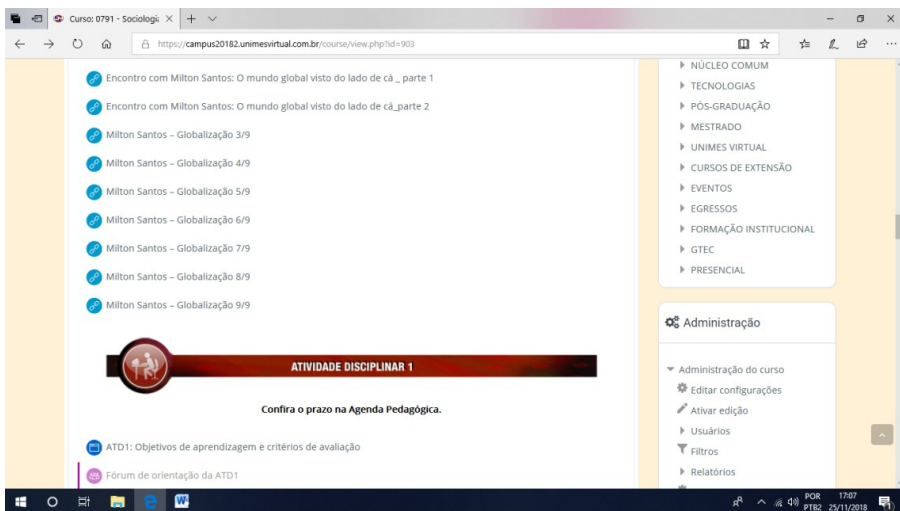 Curso: 0791 - Sociologi
https://campus20182.unimesvirtual.com.br/course/view.php?id=903
Encontro com Milton Santos: O mundo global visto do lado de cá _ parte 1
Encontro com Milton Santos: O mundo global visto do lado de cá_parte 2
Milton Santos – Globalização 3/9
Milton Santos – Globalização 4/9
Milton Santos – Globalização 5/9
Milton Santos – Globalização 6/9
Milton Santos – Globalização 7/9
Milton Santos – Globalização 8/9
Milton Santos – Globalização 9/9
ATIVIDADE DISCIPLINAR 1
Confira o prazo na Agenda Pedagógica.
ATD1: Objetivos de aprendizagem e critérios de avaliação
Fórum de orientação da ATD1
NÚCLEO COMUM
TECNOLOGIAS
PÓS-GRADUAÇÃO
MESTRADO
UNIMES VIRTUAL
CURSOS DE EXTENSÃO
EVENTOS
EGRESSOS
FORMAÇÃO INSTITUCIONAL
GTEC
PRESENCIAL
Administração
Administração do curso
Editar configurações
Ativar edição
Usuários
Filtros
Relatórios
POR
PTB2
17:07
25/11/2018